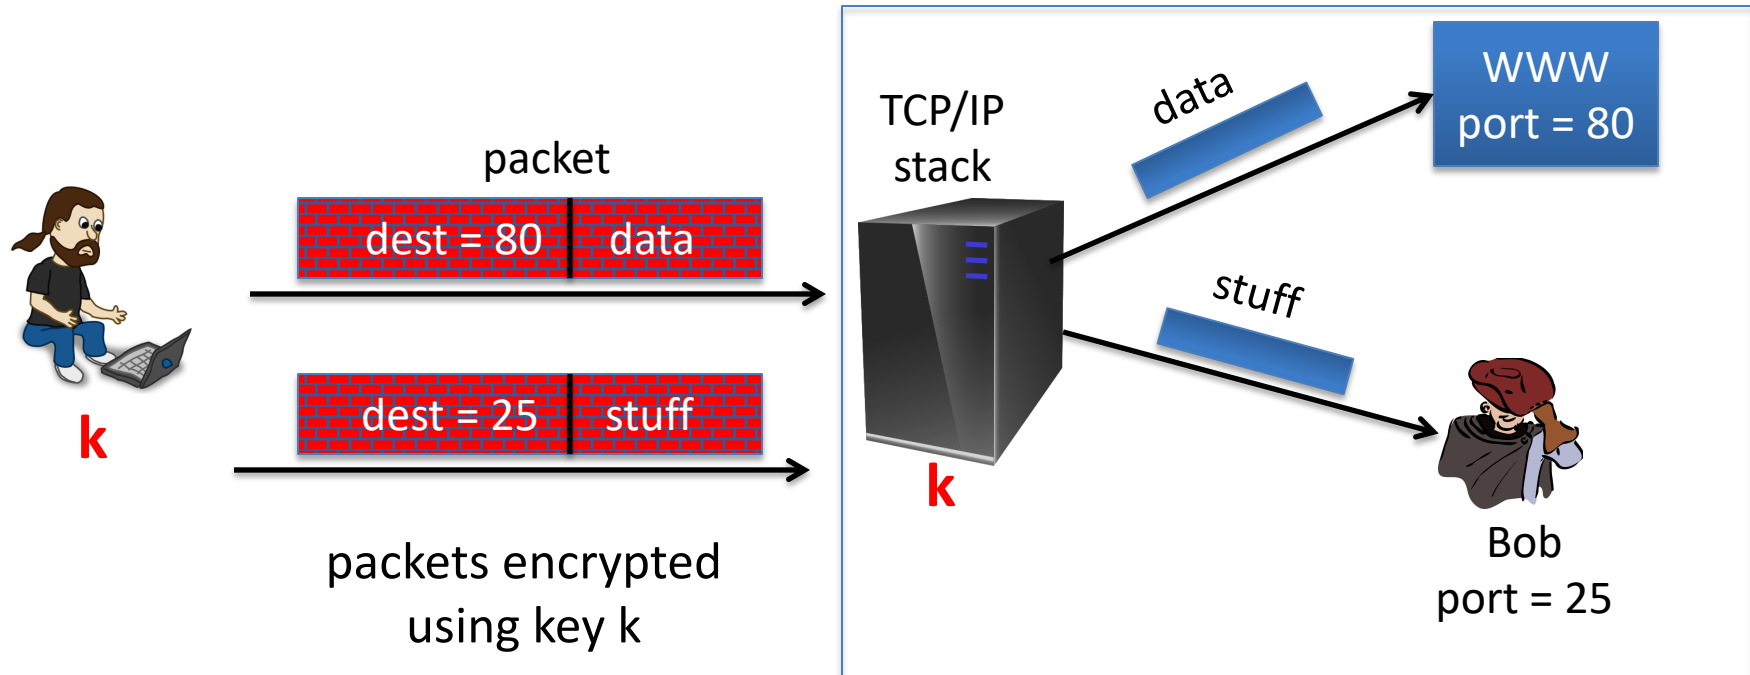 packet
dest = 80 data
k
dest = 25 stuff
packets encrypted
using key k
TCP/IP
stack
k
data
WWW
port = 80
stuff
Bob
port = 25